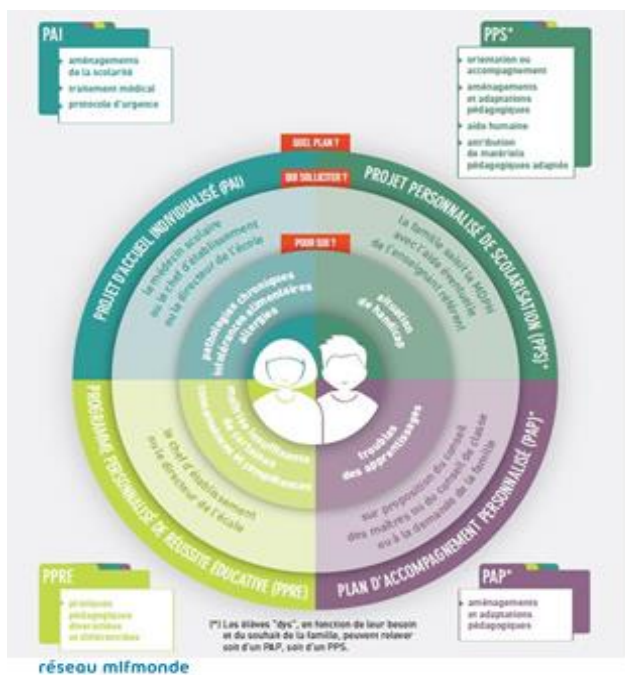 PAI
aménagements
de la scolarité
traitement médical
protocole d'urgence
PPS*
orientation ou
accompagnement
aménagements
et adaptations
pédagogiques
aide humaine
attribution
de matériels
pédagogiques adaptés
QUEL PLAN ?
QUI SOLLICITER ?
POUR QUI ?
PROJET D'ACCUEIL INDIVIDUALISÉ (PAI)
le médecin scolaire
ou le chef d'établissement
ou le directeur de l'école
pathologies chroniques
intolérances alimentaires
allergies
PROJET PERSONNALISÉ DE SCOLARISATION (PPS)*
la famille saisit la MDPH
avec l'aide éventuelle
de l'enseignant référent
situation
de handicap
PROGRAMME PERSONNALISÉ DE RÉUSSITE ÉDUCATIVE (PPRE)
le chef d'établissement
ou le directeur de l'école
maîtrise insuffisante
de certaines
connaissances et compétences
PLAN D'ACCOMPAGNEMENT PERSONNALISÉ (PAP)*
sur proposition du conseil
des maîtres ou du conseil de classe
ou à la demande de la famille
troubles
des apprentissages
PPRE
pratiques
pédagogiques
diversifiées
et différenciées
PAP*
aménagements
et adaptations
pédagogiques
(*) Les élèves "dys", en fonction de leur besoin
et du souhait de la famille, peuvent relever
soit d'un PAP, soit d'un PPS.
réseau mlfmonde